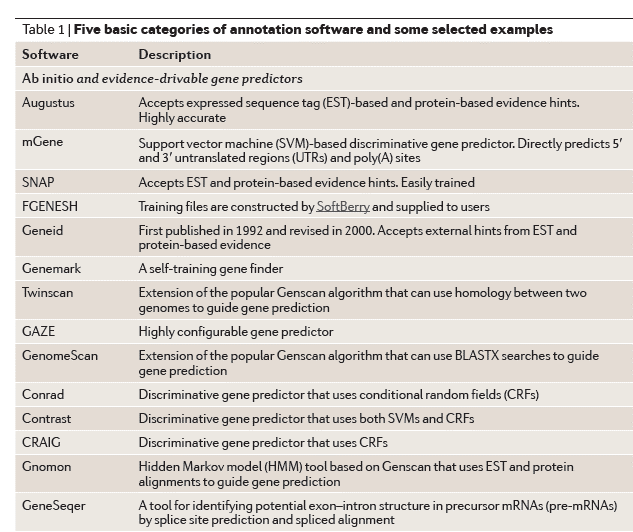 Table 1 | Five basic categories of annotation software and some selected examples
Software Description
Ab initio and evidence-drivable gene predictors
Augustus Accepts expressed sequence tag (EST)-based and protein-based evidence hints.
Highly accurate
mGene Support vector machine (SVM)-based discriminative gene predictor. Directly predicts 5′
and 3′ untranslated regions (UTRs) and poly(A) sites
SNAP Accepts EST and protein-based evidence hints. Easily trained
FGENESH Training files are constructed by SoftBerry and supplied to users
Geneid First published in 1992 and revised in 2000. Accepts external hints from EST and
protein-based evidence
Genemark A self-training gene finder
Twinscan Extension of the popular Genscan algorithm that can use homology between two
genomes to guide gene prediction
GAZE Highly configurable gene predictor
GenomeScan Extension of the popular Genscan algorithm that can use BLASTX searches to guide
gene prediction
Conrad Discriminative gene predictor that uses conditional random fields (CRFs)
Contrast Discriminative gene predictor that uses both SVMs and CRFs
CRAIG Discriminative gene predictor that uses CRFs
Gnomon Hidden Markov model (HMM) tool based on Genscan that uses EST and protein
alignments to guide gene prediction
GeneSeqer A tool for identifying potential exon–intron structure in precursor mRNAs (pre-mRNAs)
by splice site prediction and spliced alignment